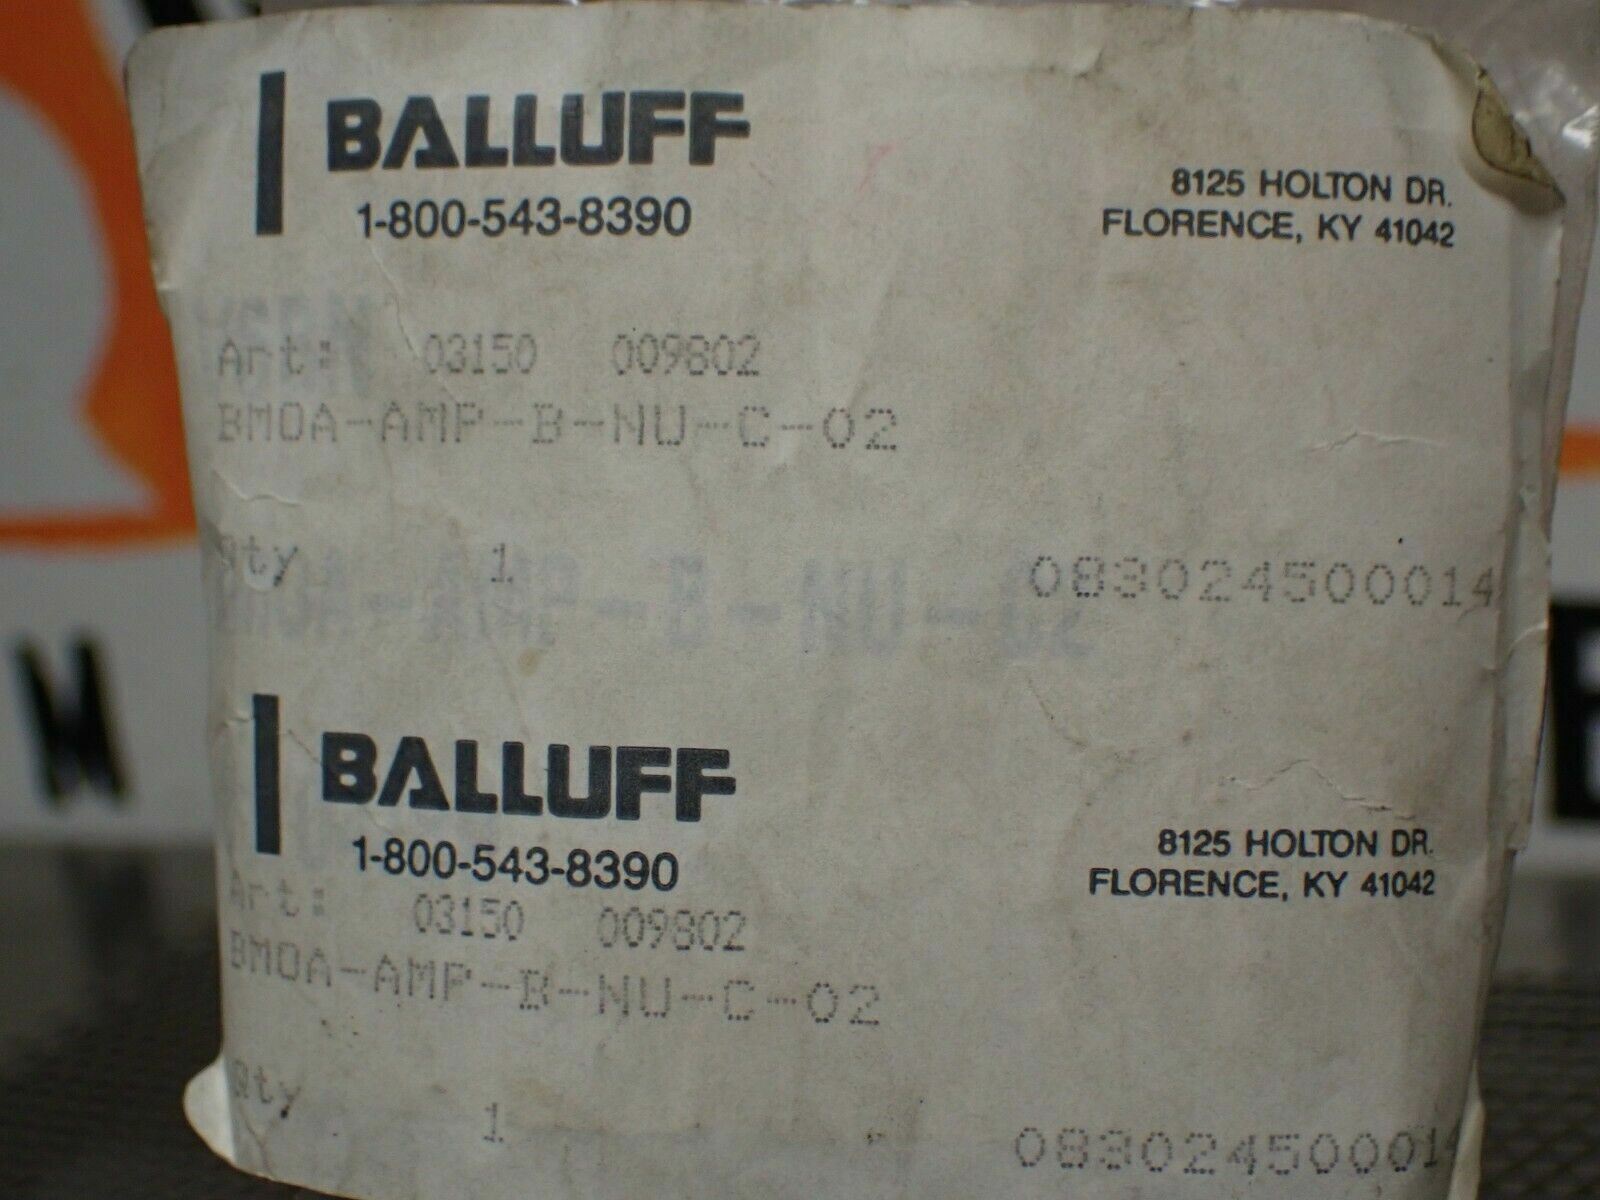 BALLUFF
1-800-543-8390
8125 HOLTON DR.
FLORENCE, KY 41042
Art: 03150 009802
BMOA-AMP-B-NU-C-02
Qty 1
083024500014
BALLUFF
1-800-543-8390
8125 HOLTON DR.
FLORENCE, KY 41042
Art: 03150 009802
BMOA-AMP-B-NU-C-02
Qty 1
08302450001